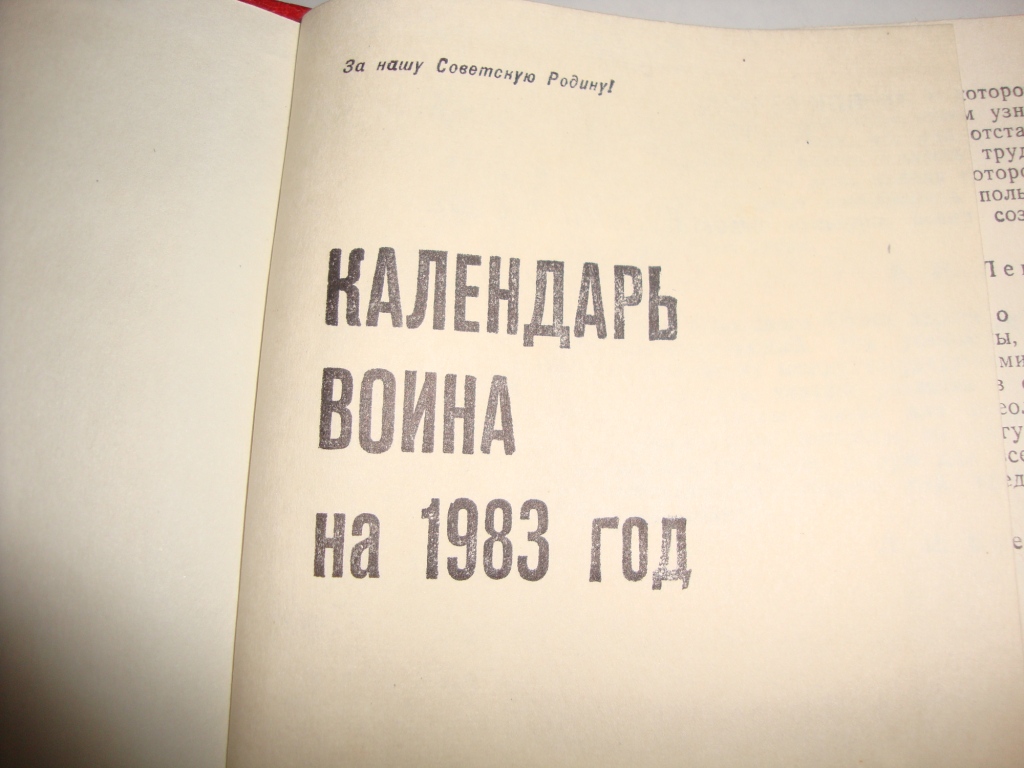 За нашу Советскую Родину!
КАЛЕНДАРЬ
ВОИНА
на 1983 год